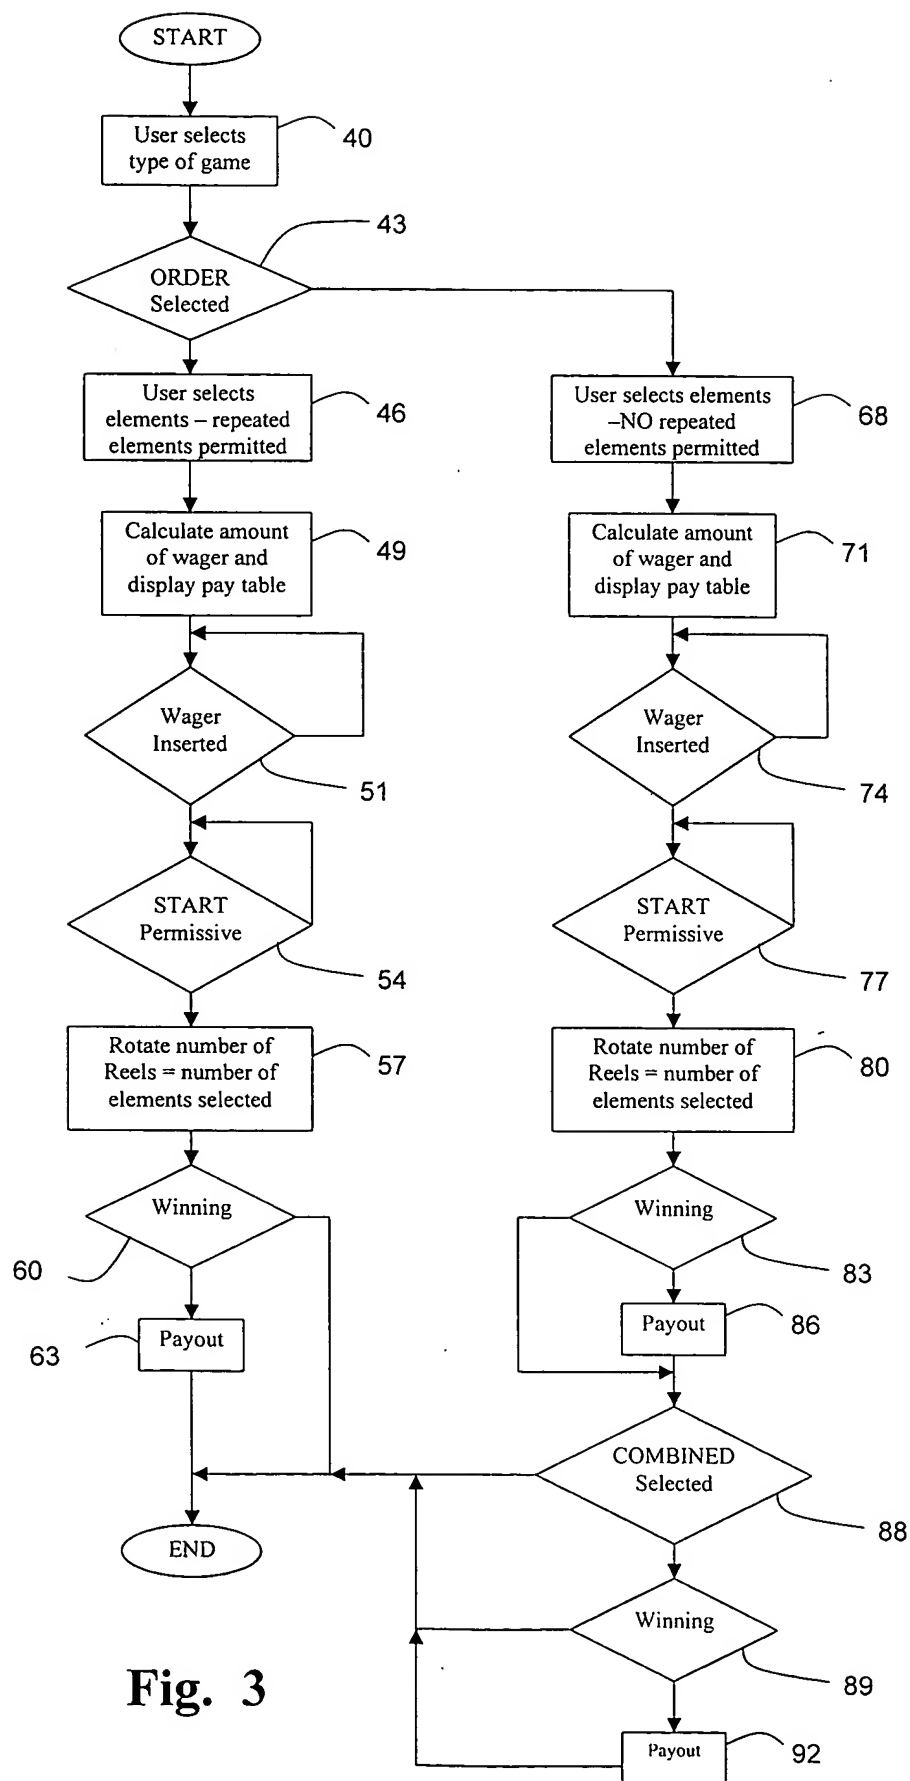 START
User selects
type of game
40
ORDER
Selected
43
User selects
elements – repeated
elements permitted
46
User selects elements
–NO repeated
elements permitted
68
Calculate amount
of wager and
display pay table
49
Calculate amount
of wager and
display pay table
71
Wager
Inserted
51
Wager
Inserted
74
START
Permissive
54
START
Permissive
77
Rotate number of
Reels = number of
elements selected
57
Rotate number of
Reels = number of
elements selected
80
Winning
60
Winning
83
Payout
63
Payout
86
COMBINED
Selected
88
END
Winning
89
Payout
92
Fig. 3